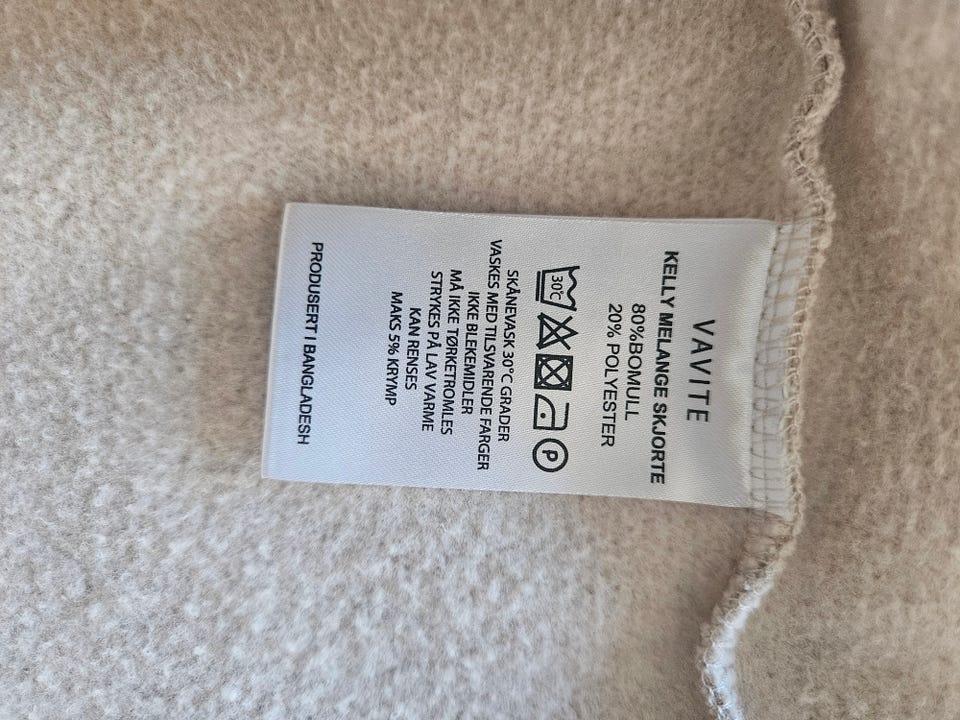 VAVITE
KELLY MELANGE SKJORTE
80%BOMULL
20% POLYESTER
30°C
P
SKÅNEVASK 30°C GRADER
VASKES MED TILSVARENDE FARGER
IKKE BLEKEMIDLER
MÅ IKKE TØRKETROMLES
STRYKES PÅ LAV VARME
KAN RENSES
MAKS 5% KRYMP
PRODUSERT I BANGLADESH